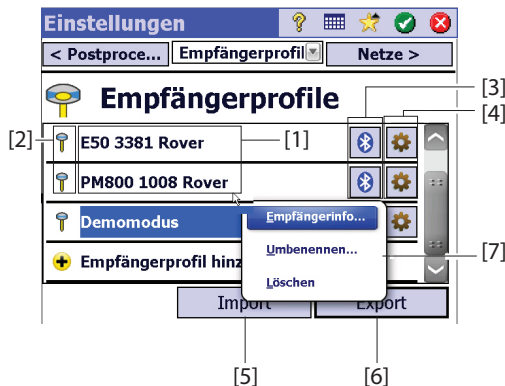 Einstellungen
< Postproce... Empfängerprofil Netze >
Empfängerprofile
[3]
[4]
[2] E50 3381 Rover [1]
PM800 1008 Rover
Demomodus Empfängerinfo...
Umbenennen...
[7]
Empfängerprofil hinz
Löschen
Import Export
[5] [6]